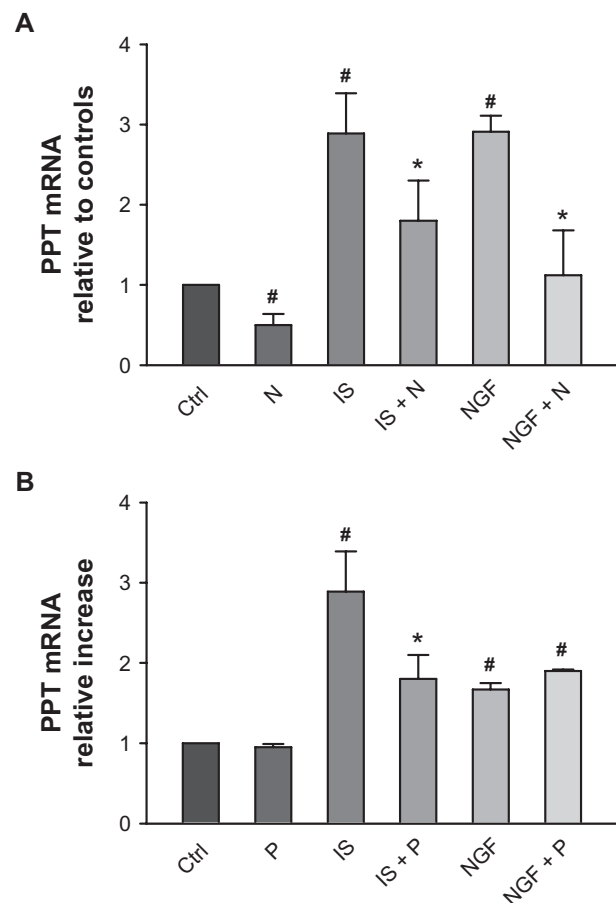 A
PPT mRNA
relative to controls
4
3
2
1
0
#
#
*
#
*
Ctrl
N
IS
IS + N
NGF
NGF + N
B
PPT mRNA
relative increase
4
3
2
1
0
#
*
#
#
Ctrl
P
IS
IS + P
NGF
NGF + P